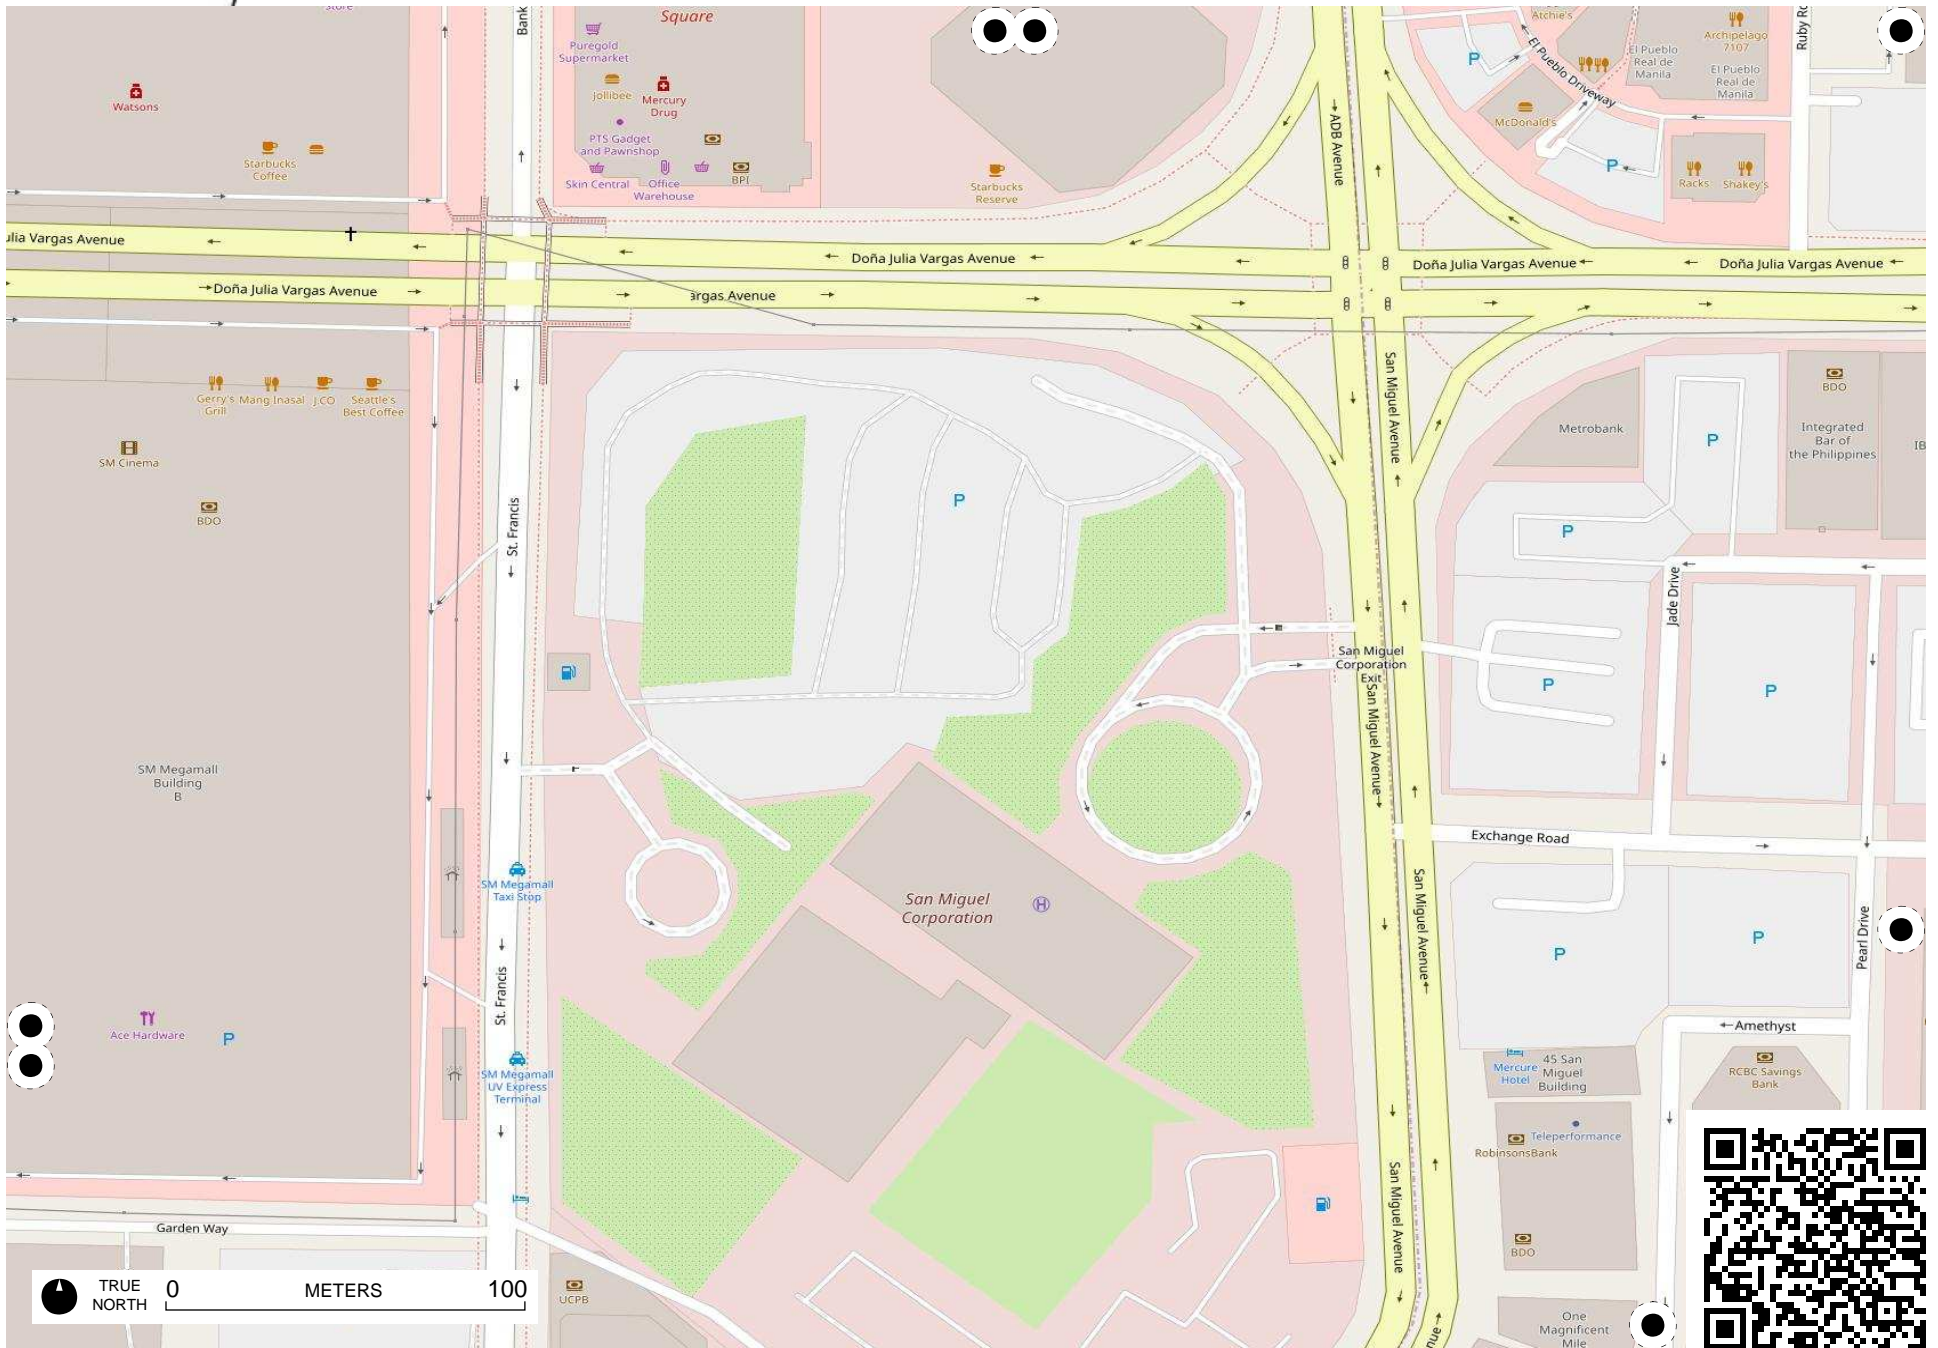 Store
Bank
Square
Puregold
Supermarket
Jollibee
Mercury
Drug
PTS Gadget
and Pawnshop
Skin Central
Office
Warehouse
BPI
Watsons
Starbucks
Coffee
Starbucks
Reserve
ADB Avenue
Atchie's
El Pueblo Driveway
El Pueblo
Real de
Manila
Archipelago
7107
El Pueblo
Real de
Manila
P
McDonald's
P
Racks
Shakey's
ulia Vargas Avenue
Doña Julia Vargas Avenue
Doña Julia Vargas Avenue
Doña Julia Vargas Avenue
Doña Julia Vargas Avenue
argas Avenue
Gerry's
Grill
Mang Inasal
J.CO
Seattle's
Best Coffee
SM Cinema
BDO
St. Francis
P
San Miguel Avenue
Metrobank
P
BDO
Integrated
Bar of
the Philippines
IB
P
Jade Drive
San Miguel
Corporation
Exit
San Miguel Avenue
P
P
SM Megamall
Building
B
Exchange Road
SM Megamall
Taxi Stop
San Miguel
Corporation
H
San Miguel Avenue
P
P
Pearl Drive
St. Francis
Ace Hardware
P
SM Megamall
UV Express
Terminal
Amethyst
Mercure
Hotel
45 San
Miguel
Building
RCBC Savings
Bank
Teleperformance
RobinsonsBank
San Miguel Avenue
BDO
Garden Way
UCPB
TRUE
NORTH
0 METERS 100
One
Magnificent
Mile
nue